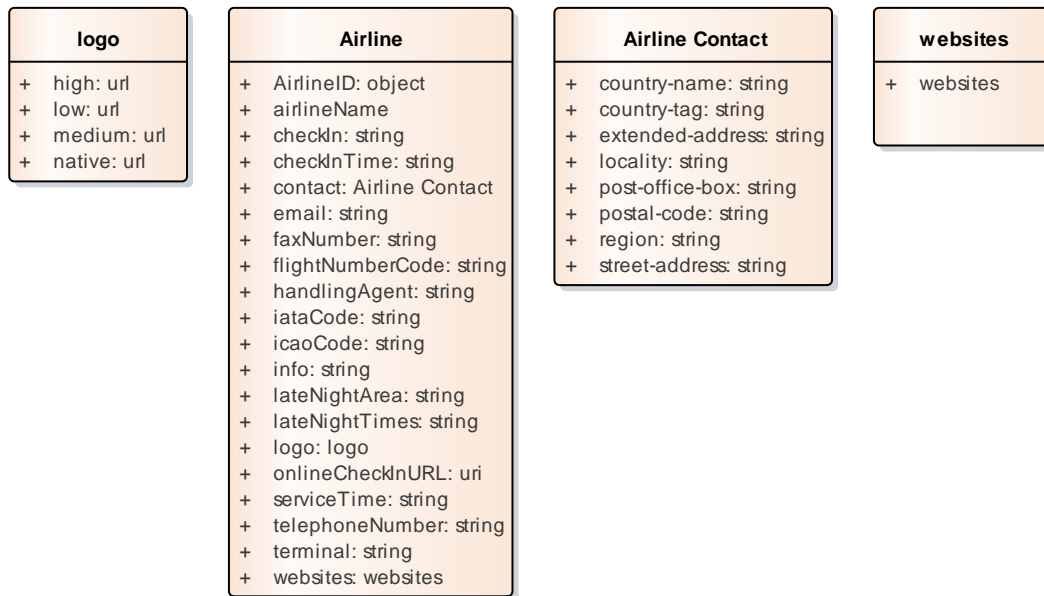 logo
+ high: url
+ low: url
+ medium: url
+ native: url
Airline
+ AirlineID: object
+ airlineName
+ checkIn: string
+ checkInTime: string
+ contact: Airline Contact
+ email: string
+ faxNumber: string
+ flightNumberCode: string
+ handlingAgent: string
+ iataCode: string
+ icaoCode: string
+ info: string
+ lateNightArea: string
+ lateNightTimes: string
+ logo: logo
+ onlineCheckInURL: uri
+ serviceTime: string
+ telephoneNumber: string
+ terminal: string
+ websites: websites
Airline Contact
+ country-name: string
+ country-tag: string
+ extended-address: string
+ locality: string
+ post-office-box: string
+ postal-code: string
+ region: string
+ street-address: string
websites
+ websites